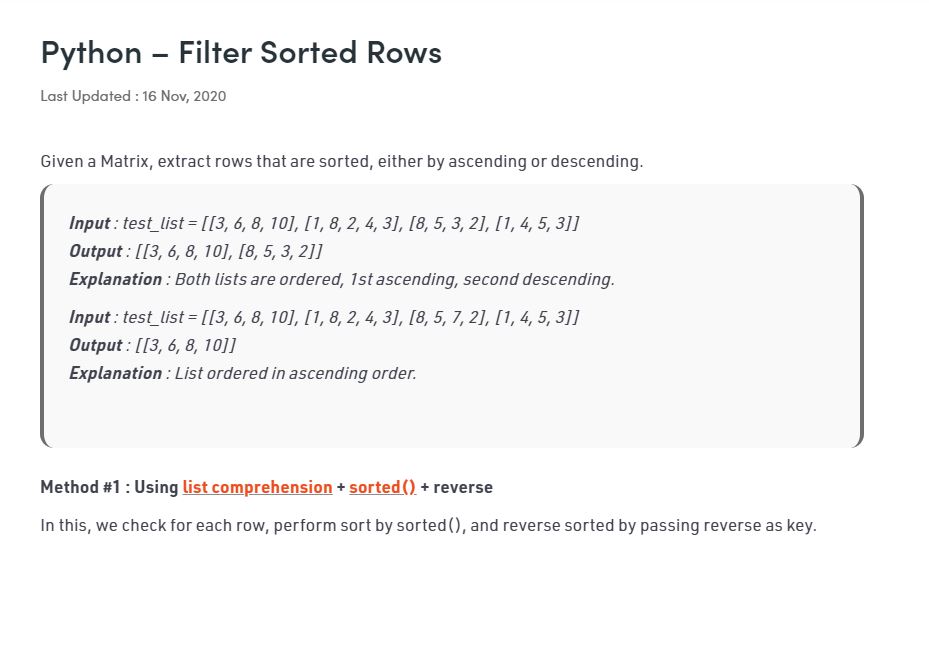 Python – Filter Sorted Rows
Last Updated : 16 Nov, 2020
Given a Matrix, extract rows that are sorted, either by ascending or descending.
Input : test_list = [[3, 6, 8, 10], [1, 8, 2, 4, 3], [8, 5, 3, 2], [1, 4, 5, 3]]
Output : [[3, 6, 8, 10], [8, 5, 3, 2]]
Explanation : Both lists are ordered, 1st ascending, second descending.
Input : test_list = [[3, 6, 8, 10], [1, 8, 2, 4, 3], [8, 5, 7, 2], [1, 4, 5, 3]]
Output : [[3, 6, 8, 10]]
Explanation : List ordered in ascending order.
Method #1 : Using list comprehension + sorted() + reverse
In this, we check for each row, perform sort by sorted(), and reverse sorted by passing reverse as key.